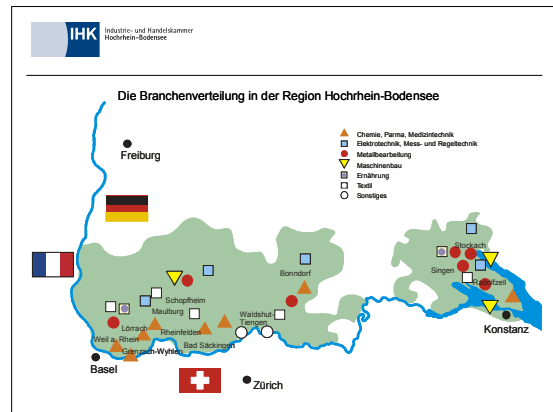 IHK
Industrie- und Handelskammer
Hochrhein-Bodensee
Die Branchenverteilung in der Region Hochrhein-Bodensee
Chemie, Parma, Medizintechnik
Elektrotechnik, Mess- und Regeltechnik
Metallbearbeitung
Maschinenbau
Ernährung
Textil
Sonstiges
Freiburg
Stockach
Singen
Radolfzell
Bonndorf
Schopfheim
Maulburg
Lörrach
Rheinfelden
Waldshut-
Tiengen
Weil a. Rhein
Bad Säckingen
Grenzach-Wyhlen
Konstanz
Basel
Zürich